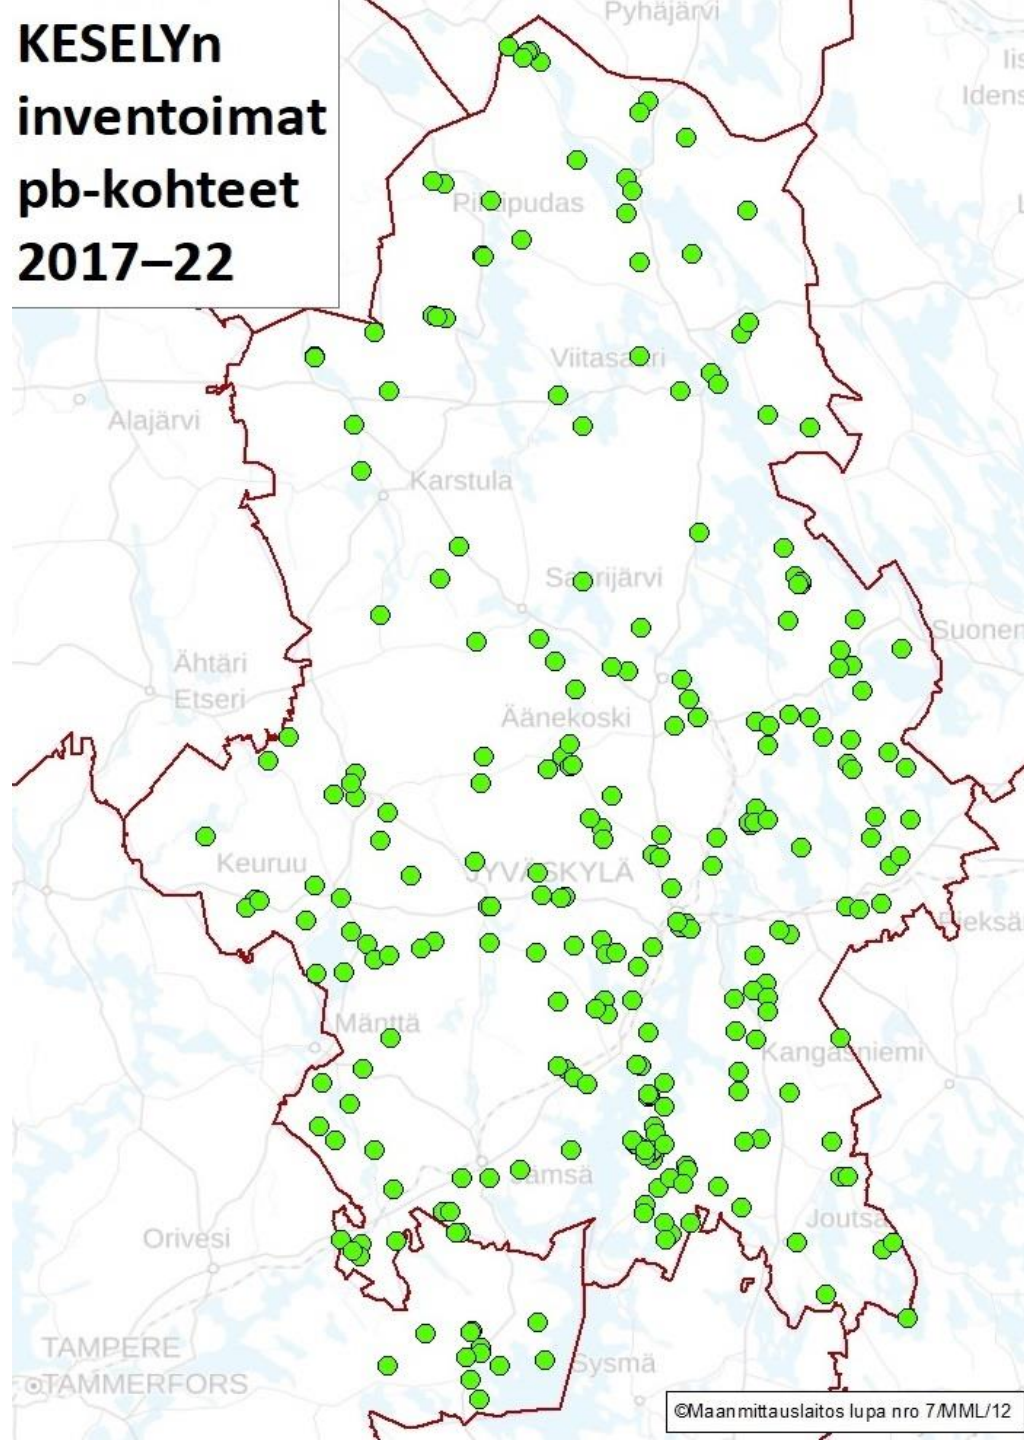 KESELYn
inventoimat
pb-kohteet
2017–22
Pyhäjärvi
Idens
Pihtipudas
Viitasaari
Alajärvi
Karstula
Saarijärvi
Suonen
Ähtäri
Etseri
Äänekoski
Keuruu
JYVÄSKYLÄ
Pieksä
Mänttä
Kangasniemi
Jämsä
Joutsa
Orivesi
TAMPERE
TAMMERFORS
Sysmä
©Maanmittauslaitos lupa nro 7/MML/12